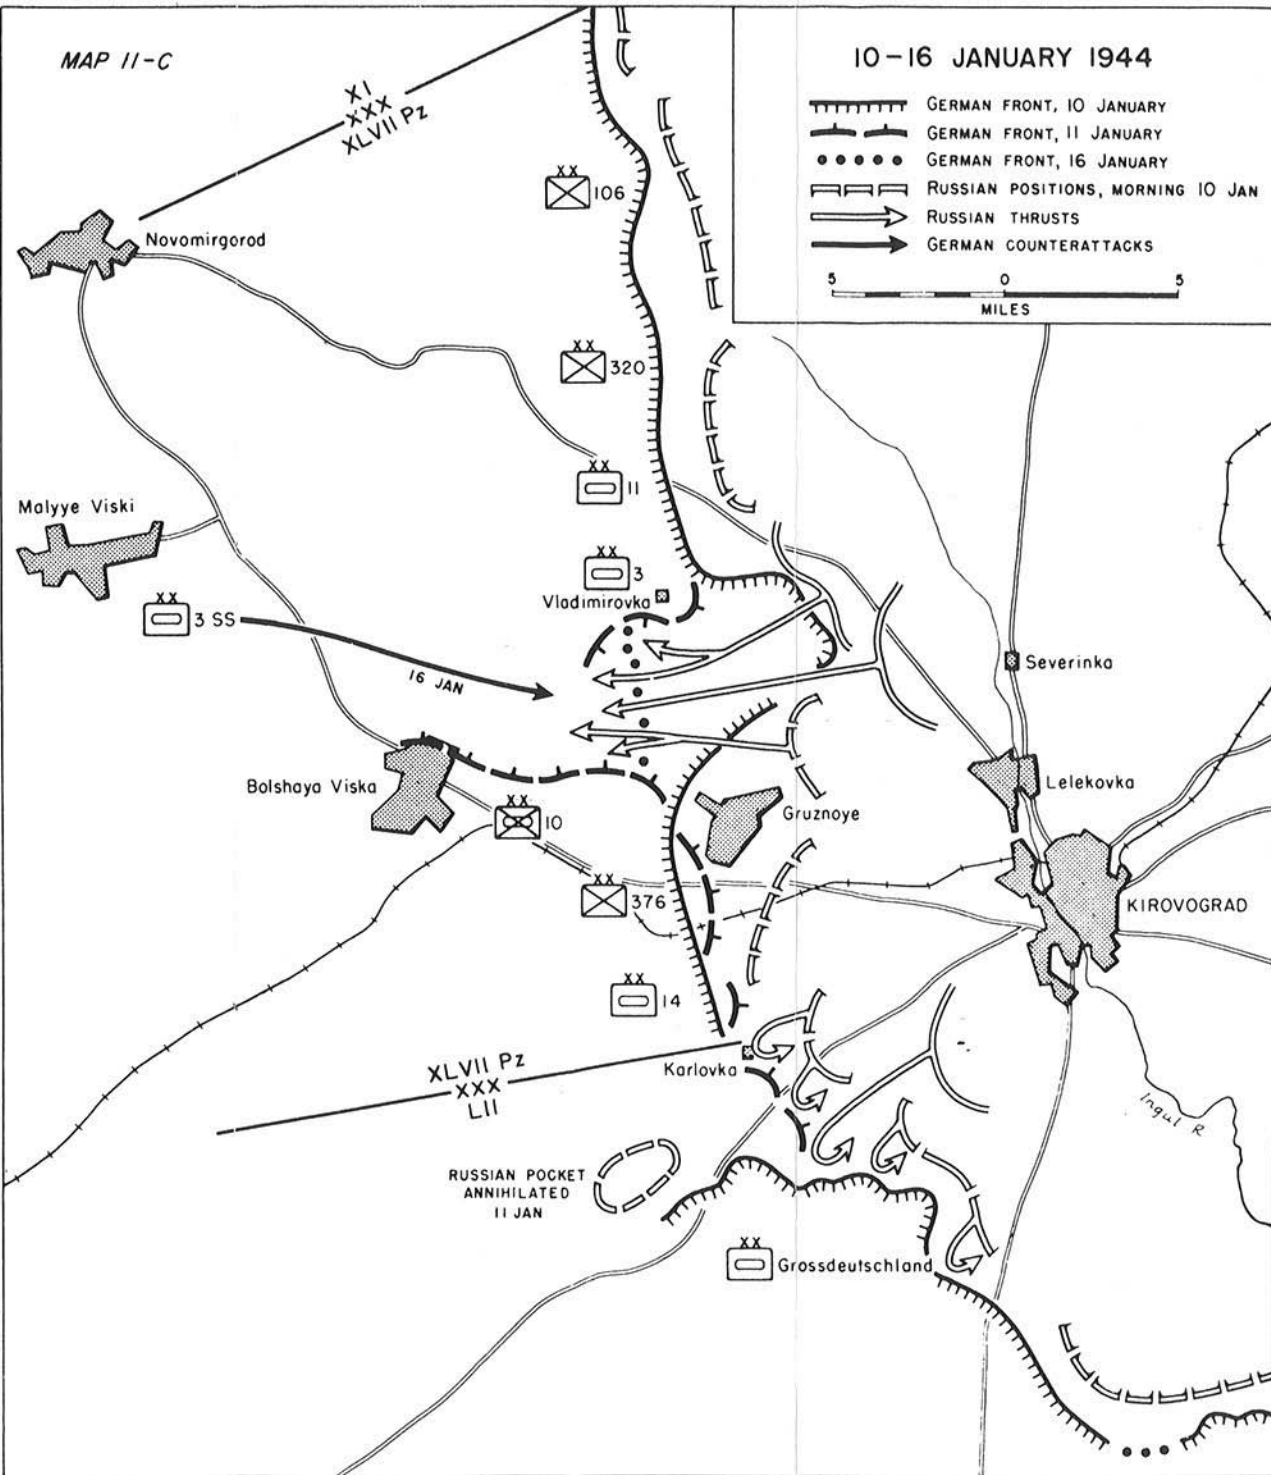 MAP 11-C
10-16 JANUARY 1944
GERMAN FRONT, 10 JANUARY
GERMAN FRONT, 11 JANUARY
GERMAN FRONT, 16 JANUARY
RUSSIAN POSITIONS, MORNING 10 JAN
RUSSIAN THRUSTS
GERMAN COUNTERATTACKS
5 0 5
MILES
XI
XXX
XLVII Pz
XX
106
Novomirgorod
XX
320
XX
11
Malyye Viski
XX
3
Vladimirovka
XX
3 SS
16 JAN
Severinka
Bolshaya Viska
Lelekovka
XX
10
Gruznoye
XX
376
KIROVOGRAD
XX
14
XLVII Pz
XXX
LII
Karlovka
Ingul R
RUSSIAN POCKET
ANNIHILATED
11 JAN
XX
Grossdeutschland